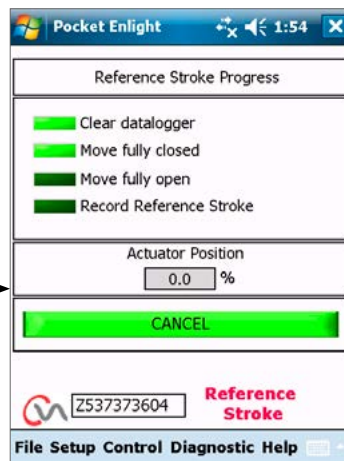 Pocket Enlight 1:54
Reference Stroke Progress
Clear datalogger
Move fully closed
Move fully open
Record Reference Stroke
Actuator Position
0.0 %
CANCEL
Z537373604
Reference
Stroke
File Setup Control Diagnostic Help